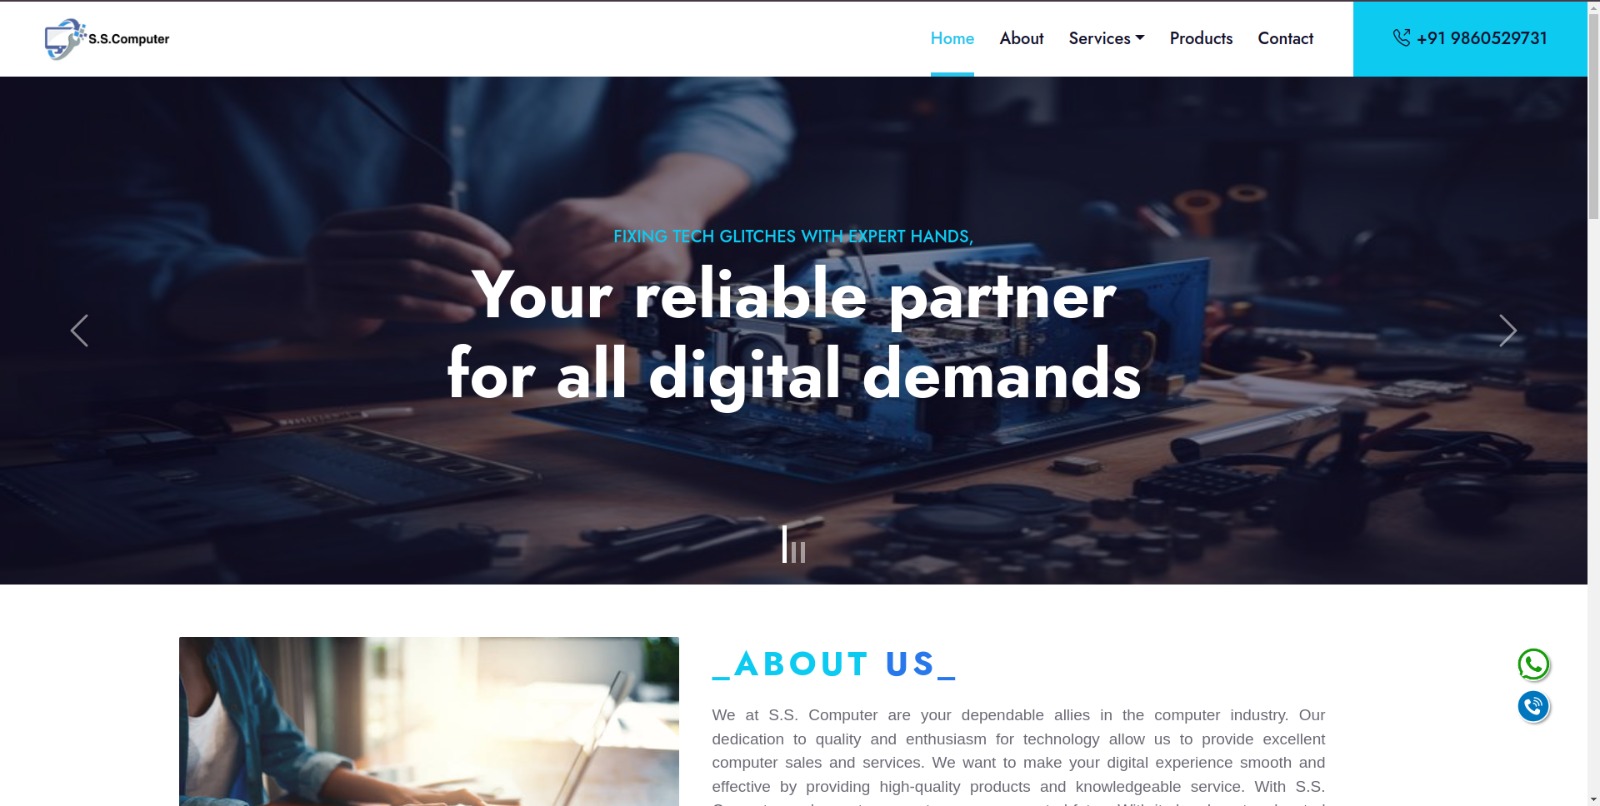 S.S.Computer
Home About Services Products Contact +91 9860529731
FIXING TECH GLITCHES WITH EXPERT HANDS,
Your reliable partner
for all digital demands
_ABOUT US_
We at S.S. Computer are your dependable allies in the computer industry. Our
dedication to quality and enthusiasm for technology allow us to provide excellent
computer sales and services. We want to make your digital experience smooth and
effective by providing high-quality products and knowledgeable service. With S.S.